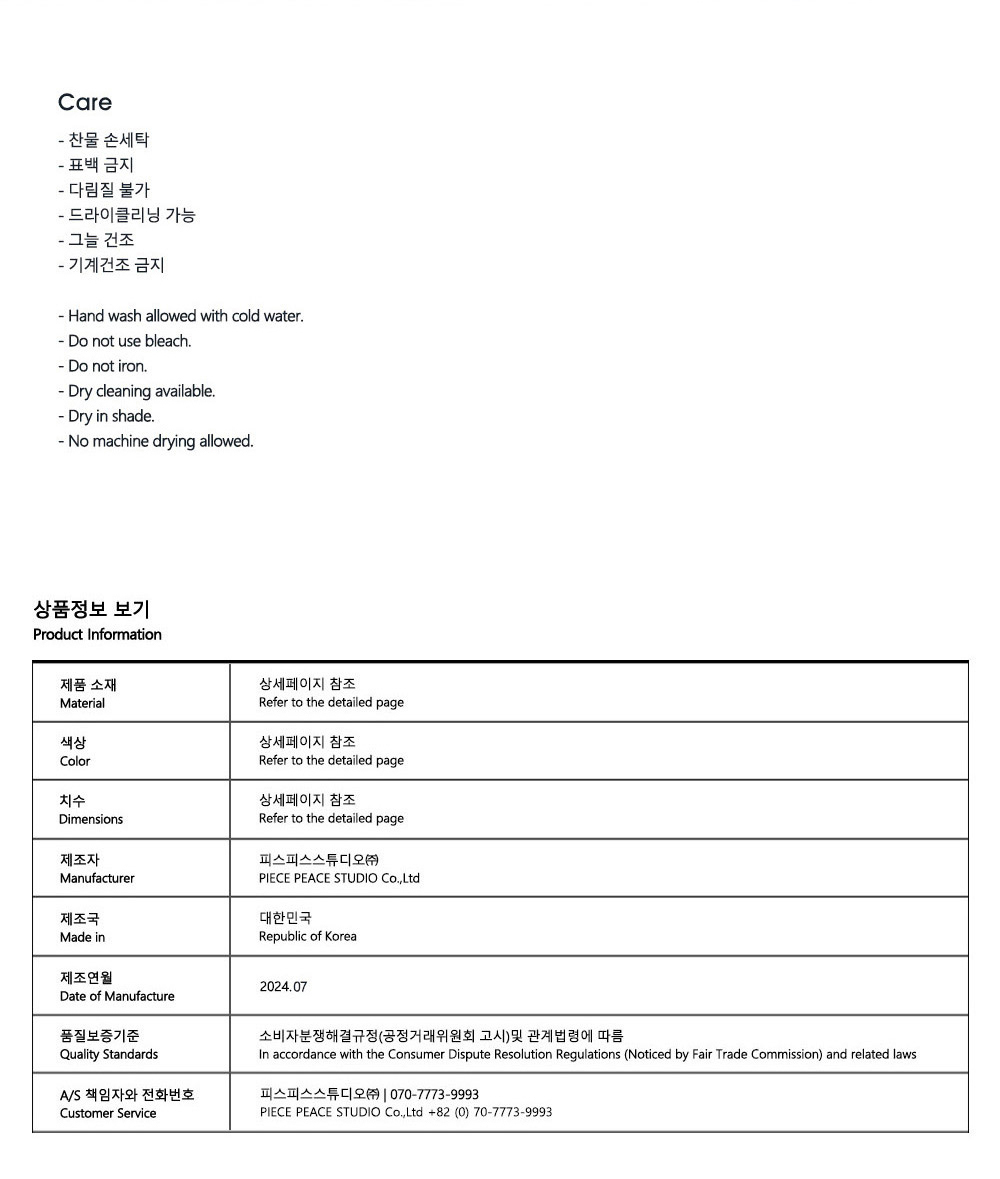 Care
- 찬물 손세탁
- 표백 금지
- 다림질 불가
- 드라이클리닝 가능
- 그늘 건조
- 기계건조 금지
- Hand wash allowed with cold water.
- Do not use bleach.
- Do not iron.
- Dry cleaning available.
- Dry in shade.
- No machine drying allowed.
상품정보 보기
Product Information
제품 소재
Material
상세페이지 참조
Refer to the detailed page
색상
Color
상세페이지 참조
Refer to the detailed page
치수
Dimensions
상세페이지 참조
Refer to the detailed page
제조자
Manufacturer
피스피스스튜디오㈜
PIECE PEACE STUDIO Co.,Ltd
제조국
Made in
대한민국
Republic of Korea
제조연월
Date of Manufacture
2024.07
품질보증기준
Quality Standards
소비자분쟁해결규정(공정거래위원회 고시)및 관계법령에 따름
In accordance with the Consumer Dispute Resolution Regulations (Noticed by Fair Trade Commission) and related laws
A/S 책임자와 전화번호
Customer Service
피스피스스튜디오㈜ | 070-7773-9993
PIECE PEACE STUDIO Co.,Ltd +82 (0) 70-7773-9993